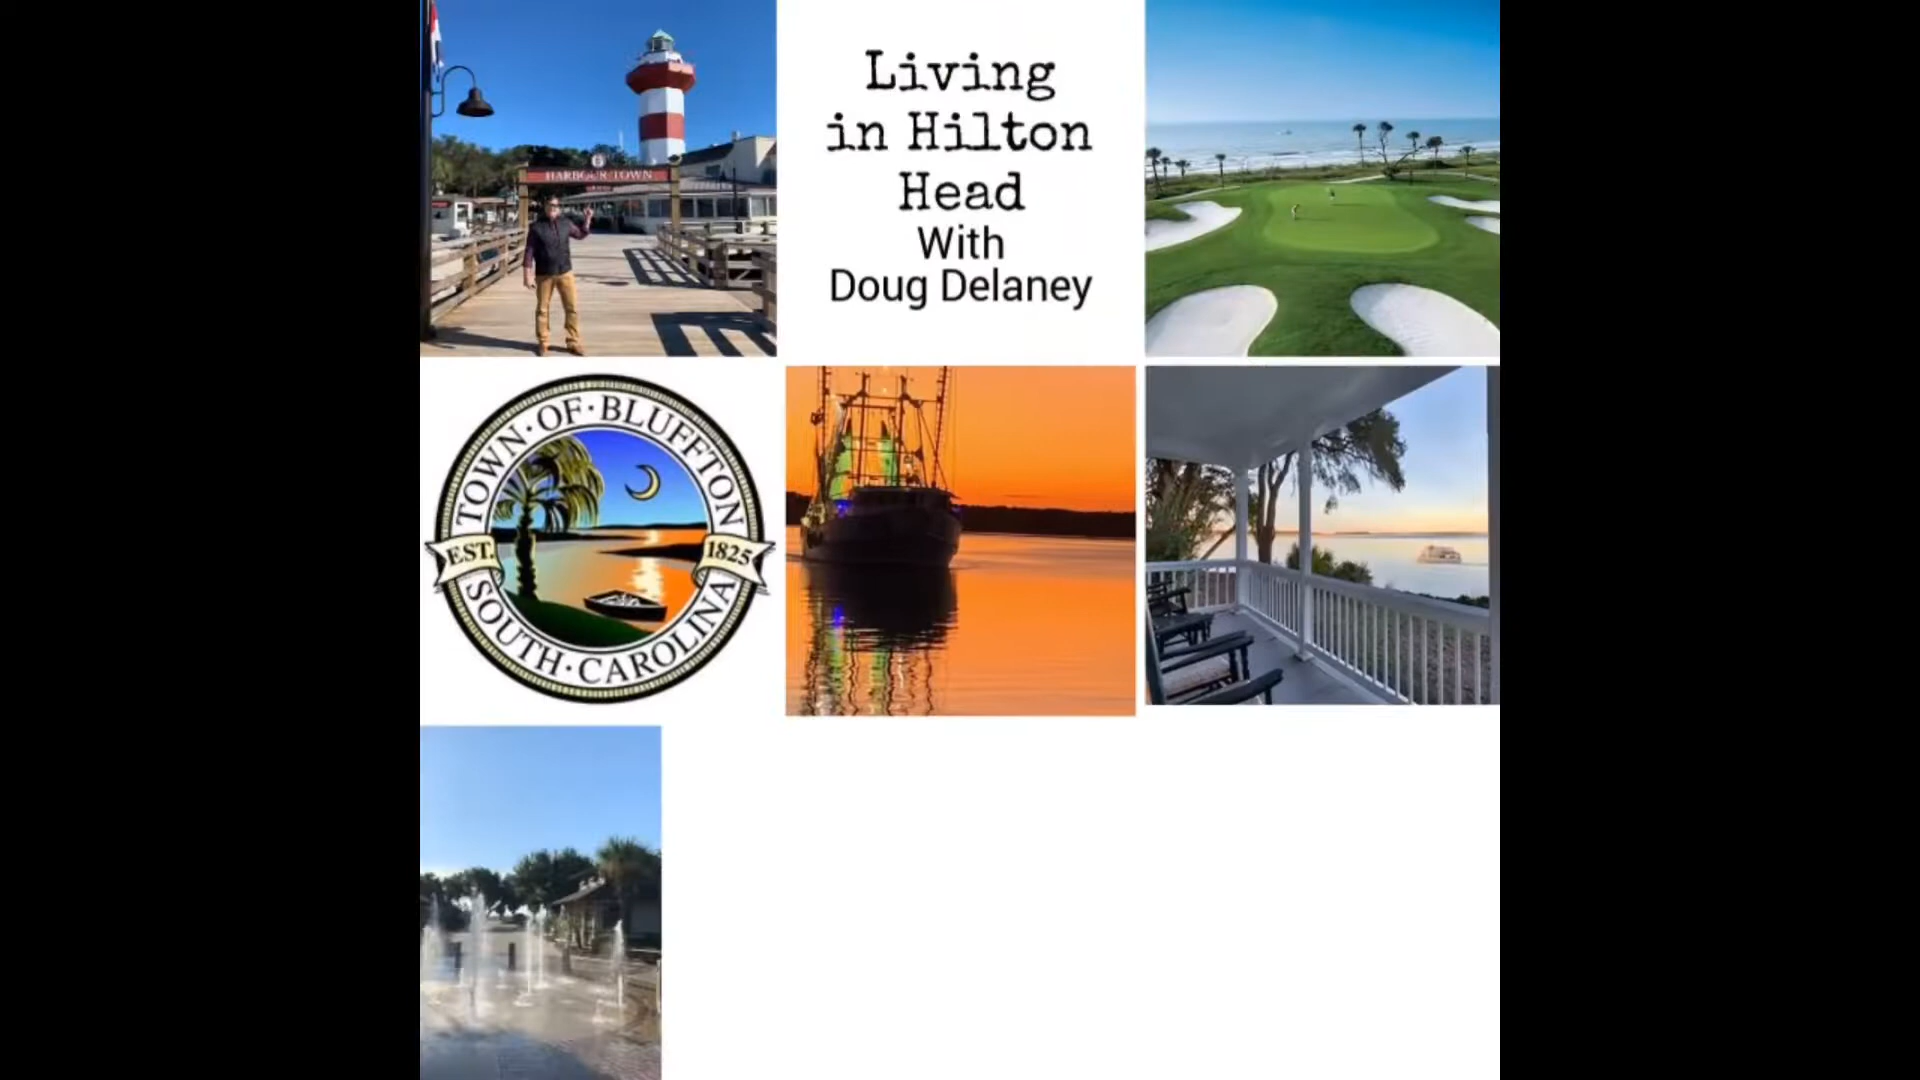 HARBOUR TOWN
Living
in Hilton
Head
With
Doug Delaney
TOWN·OF·BLUFFTON
EST. 1825
SOUTH·CAROLINA